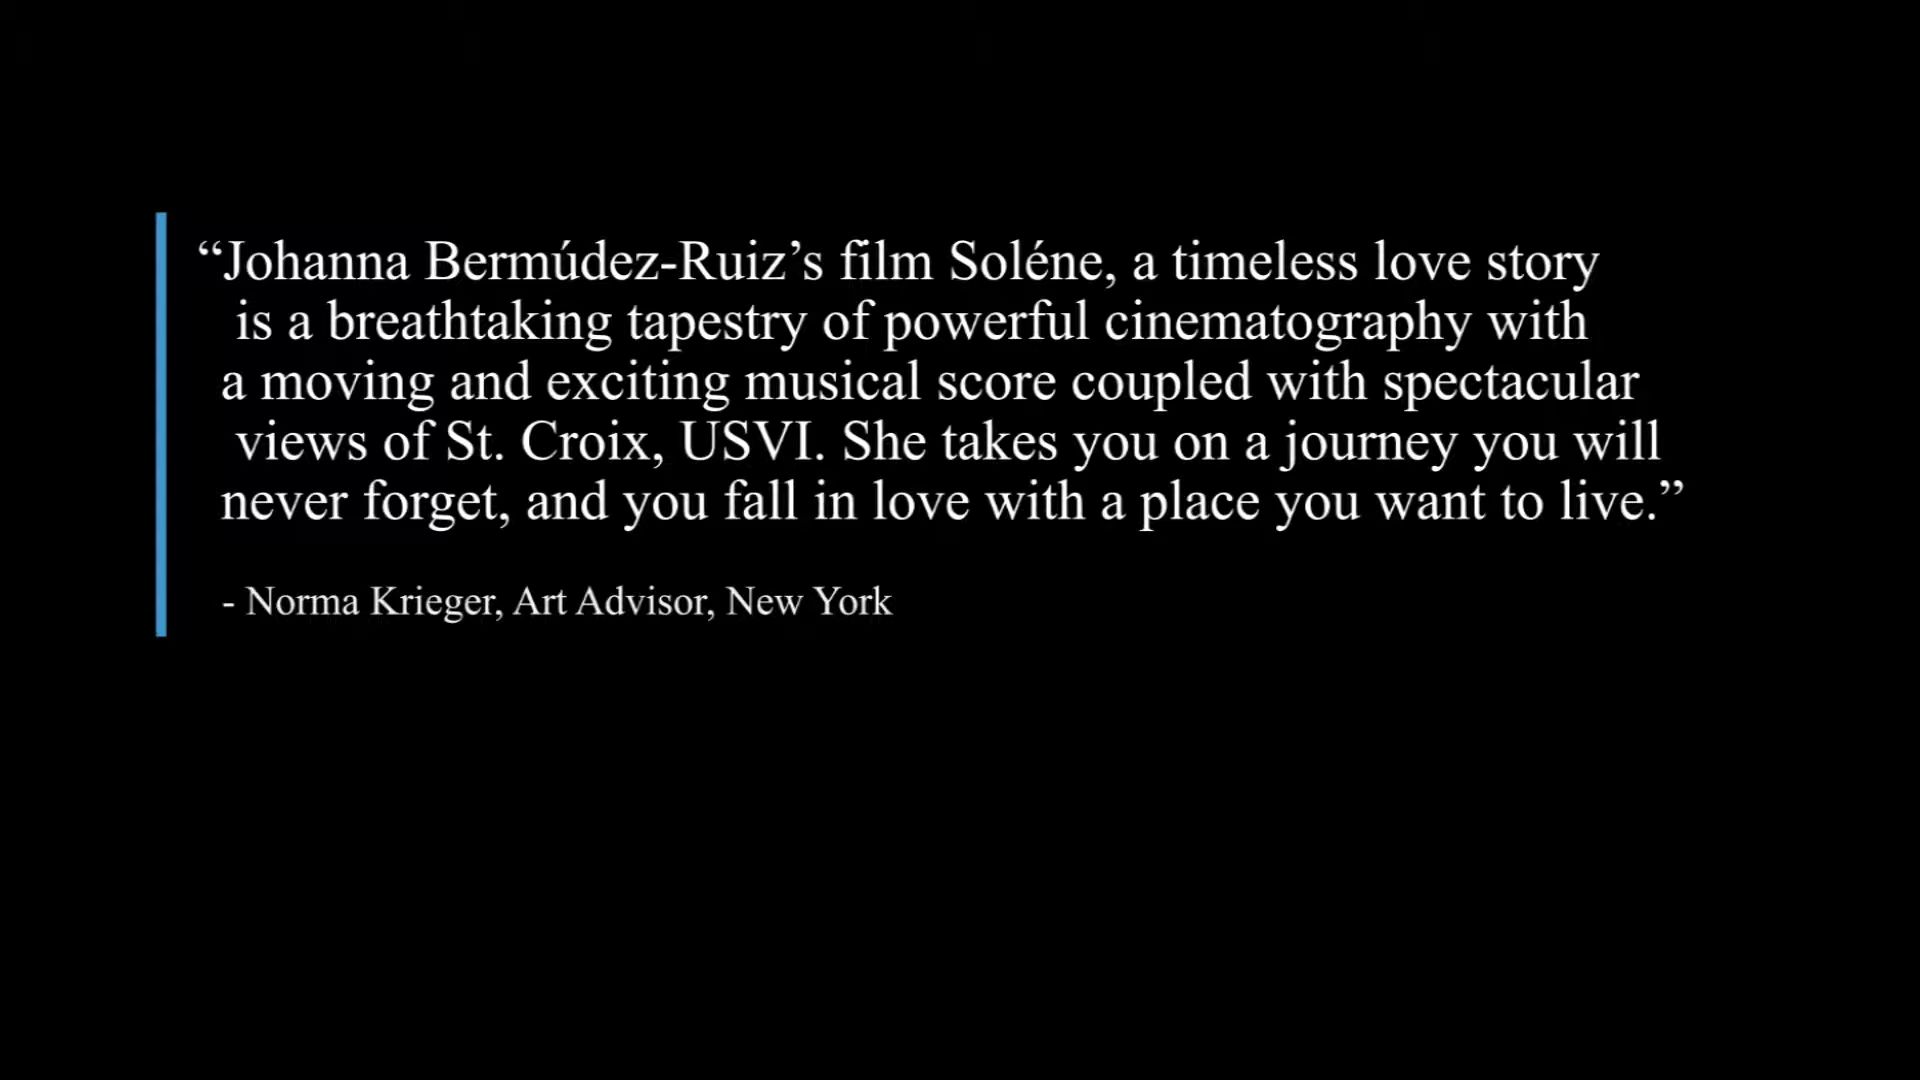 “Johanna Bermúdez-Ruiz’s film Soléne, a timeless love story
is a breathtaking tapestry of powerful cinematography with
a moving and exciting musical score coupled with spectacular
views of St. Croix, USVI. She takes you on a journey you will
never forget, and you fall in love with a place you want to live.”
- Norma Krieger, Art Advisor, New York